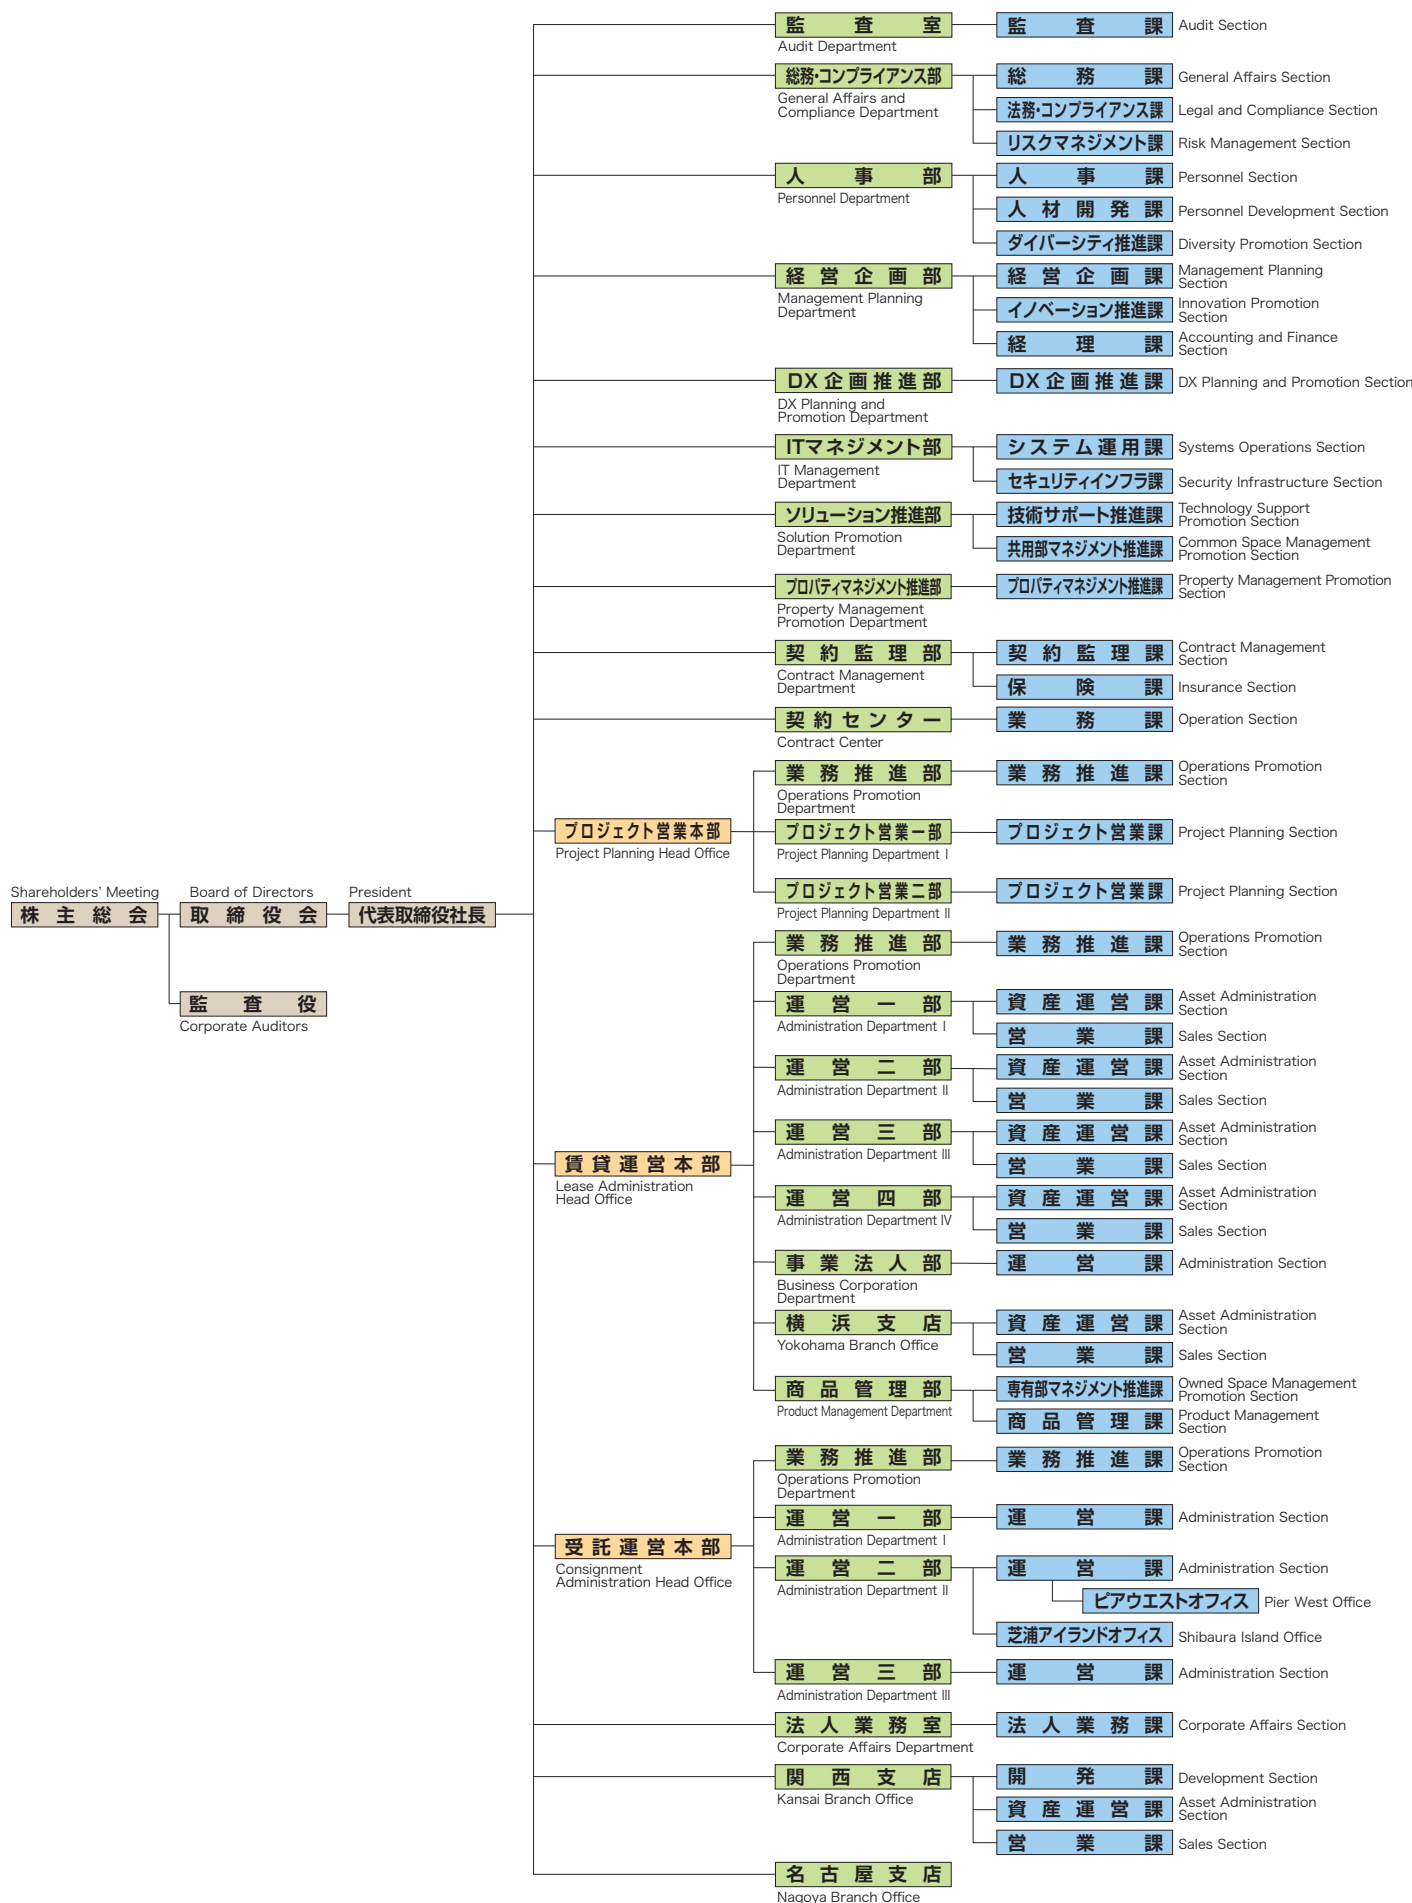 監査室
Audit Department
監査課
Audit Section
総務・コンプライアンス部
General Affairs and
Compliance Department
総務課
General Affairs Section
法務・コンプライアンス課
Legal and Compliance Section
リスクマネジメント課
Risk Management Section
人事部
Personnel Department
人事課
Personnel Section
人材開発課
Personnel Development Section
ダイバーシティ推進課
Diversity Promotion Section
経営企画部
Management Planning
Department
経営企画課
Management Planning
Section
イノベーション推進課
Innovation Promotion
Section
経理課
Accounting and Finance
Section
DX企画推進部
DX Planning and
Promotion Department
DX企画推進課
DX Planning and Promotion Section
ITマネジメント部
IT Management
Department
システム運用課
Systems Operations Section
セキュリティインフラ課
Security Infrastructure Section
ソリューション推進部
Solution Promotion
Department
技術サポート推進課
Technology Support
Promotion Section
共用部マネジメント推進課
Common Space Management
Promotion Section
プロパティマネジメント推進部
Property Management
Promotion Department
プロパティマネジメント推進課
Property Management Promotion
Section
契約監理部
Contract Management
Department
契約監理課
Contract Management
Section
保険課
Insurance Section
契約センター
Contract Center
業務課
Operation Section
プロジェクト営業本部
Project Planning Head Office
業務推進部
Operations Promotion
Department
業務推進課
Operations Promotion
Section
プロジェクト営業一部
Project Planning Department I
プロジェクト営業課
Project Planning Section
プロジェクト営業二部
Project Planning Department II
プロジェクト営業課
Project Planning Section
Shareholders' Meeting
株主総会
Board of Directors
取締役会
President
代表取締役社長
監査役
Corporate Auditors
賃貸運営本部
Lease Administration
Head Office
業務推進部
Operations Promotion
Department
業務推進課
Operations Promotion
Section
運営一部
Administration Department I
資産運営課
Asset Administration
Section
営業課
Sales Section
運営二部
Administration Department II
資産運営課
Asset Administration
Section
営業課
Sales Section
運営三部
Administration Department III
資産運営課
Asset Administration
Section
営業課
Sales Section
運営四部
Administration Department IV
資産運営課
Asset Administration
Section
営業課
Sales Section
事業法人部
Business Corporation
Department
運営課
Administration Section
横浜支店
Yokohama Branch Office
資産運営課
Asset Administration
Section
営業課
Sales Section
商品管理部
Product Management Department
専有部マネジメント推進課
Owned Space Management
Promotion Section
商品管理課
Product Management
Section
受託運営本部
Consignment
Administration Head Office
業務推進部
Operations Promotion
Department
業務推進課
Operations Promotion
Section
運営一部
Administration Department I
運営課
Administration Section
運営二部
Administration Department II
運営課
Administration Section
ピアウエストオフィス
Pier West Office
芝浦アイランドオフィス
Shibaura Island Office
運営三部
Administration Department III
運営課
Administration Section
法人業務室
Corporate Affairs Department
法人業務課
Corporate Affairs Section
関西支店
Kansai Branch Office
開発課
Development Section
資産運営課
Asset Administration
Section
営業課
Sales Section
名古屋支店
Nagoya Branch Office